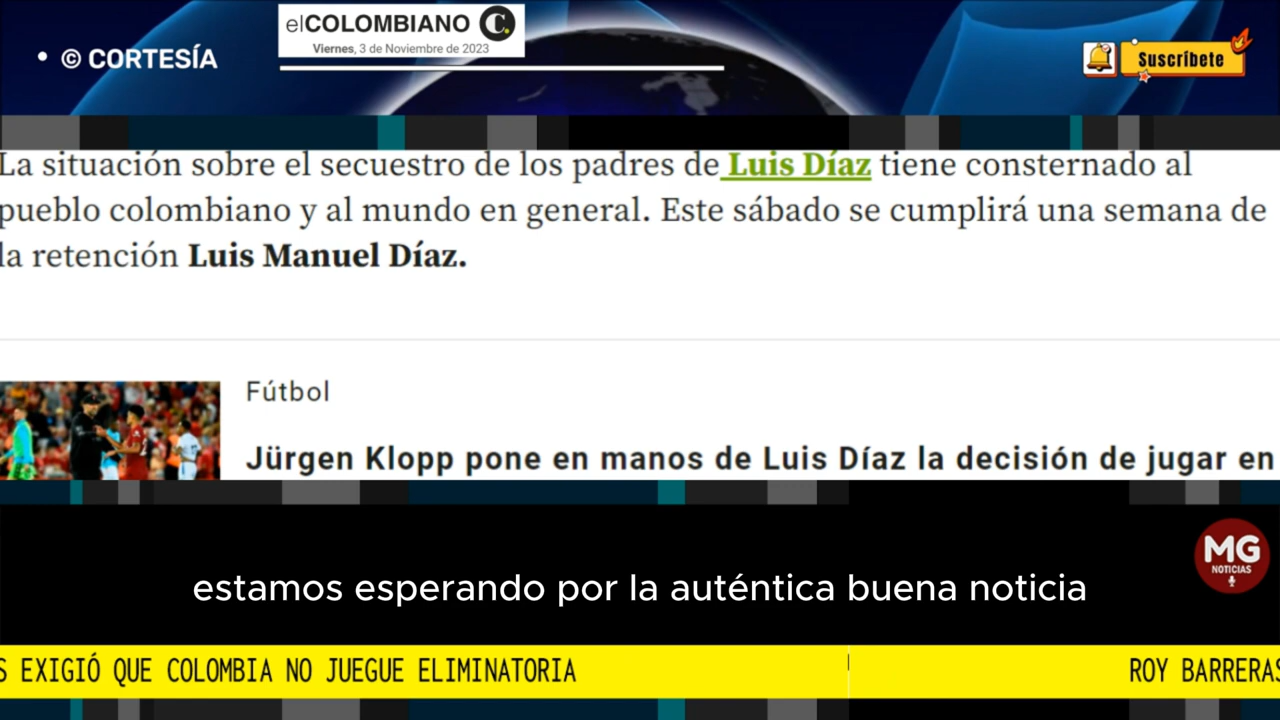 elCOLOMBIANO C.
Viernes, 3 de Noviembre de 2023
• © CORTESÍA
Suscríbete
La situación sobre el secuestro de los padres de Luis Díaz tiene consternado al
pueblo colombiano y al mundo en general. Este sábado se cumplirá una semana de
la retención Luis Manuel Díaz.
Fútbol
Jürgen Klopp pone en manos de Luis Díaz la decisión de jugar en
MG
NOTICIAS
estamos esperando por la auténtica buena noticia
S EXIGIÓ QUE COLOMBIA NO JUEGUE ELIMINATORIA
ROY BARRERAS